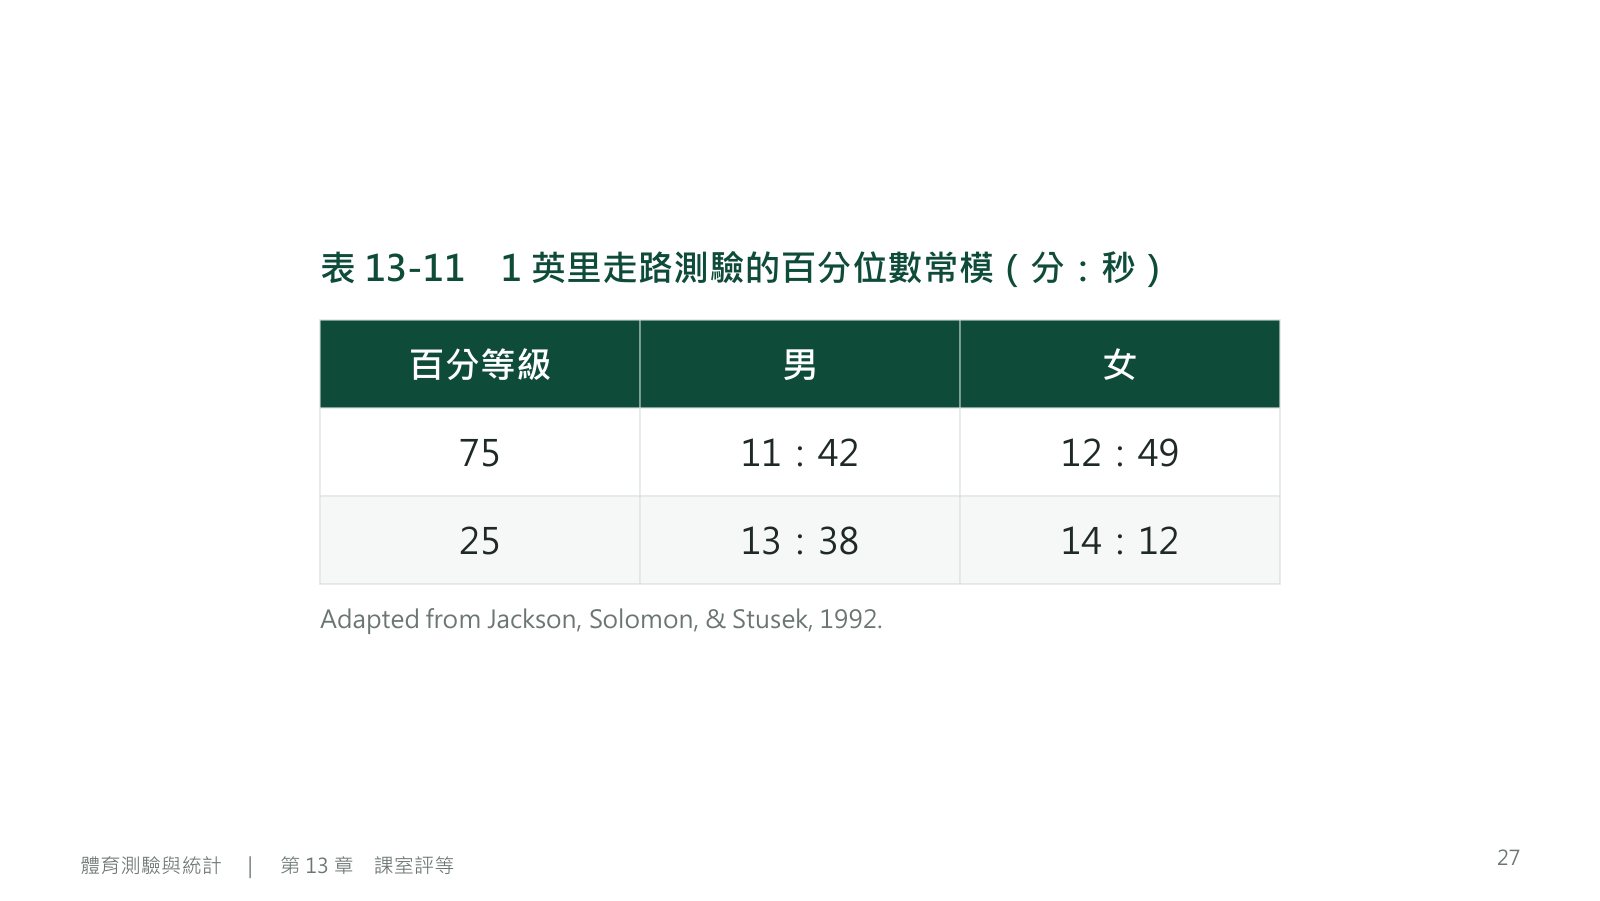 表 13-11　1 英里走路測驗的百分位數常模（分：秒）
百分等級 男 女
75 11：42 12：49
25 13：38 14：12
Adapted from Jackson, Solomon, & Stusek, 1992.
體育測驗與統計　|　第 13 章　課室評等
27